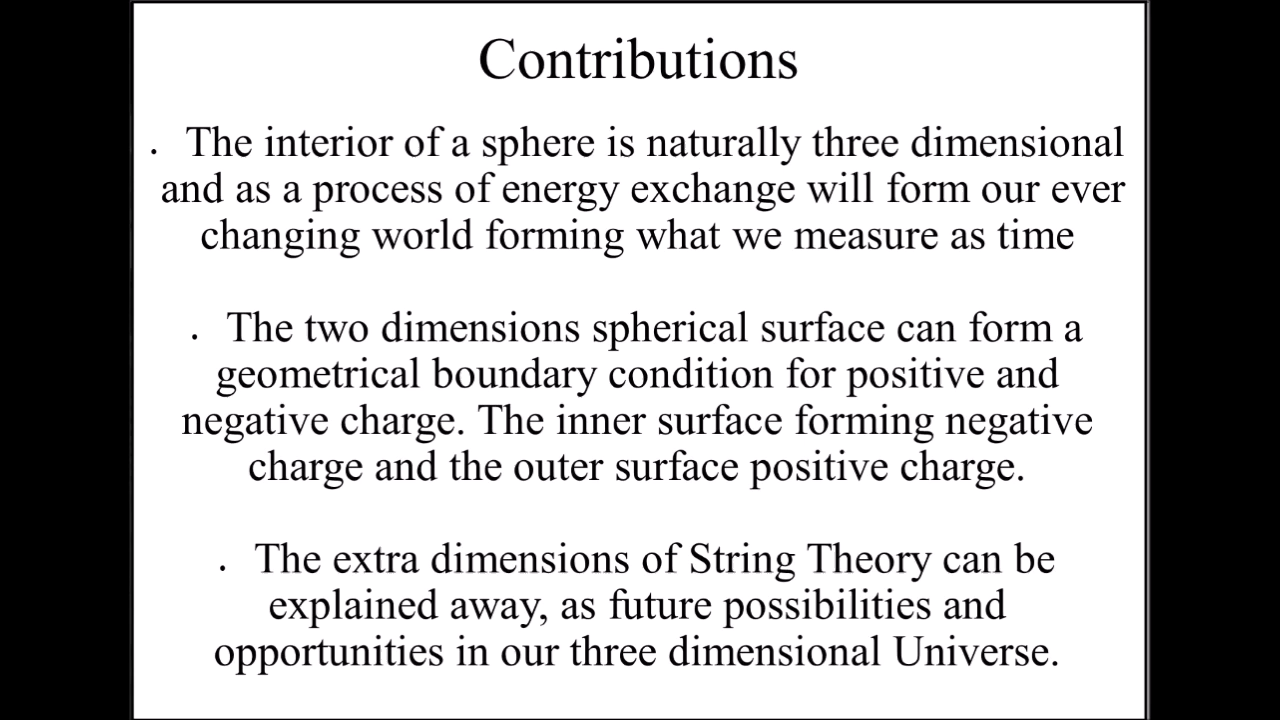 Contributions
. The interior of a sphere is naturally three dimensional
and as a process of energy exchange will form our ever
changing world forming what we measure as time
. The two dimensions spherical surface can form a
geometrical boundary condition for positive and
negative charge. The inner surface forming negative
charge and the outer surface positive charge.
. The extra dimensions of String Theory can be
explained away, as future possibilities and
opportunities in our three dimensional Universe.